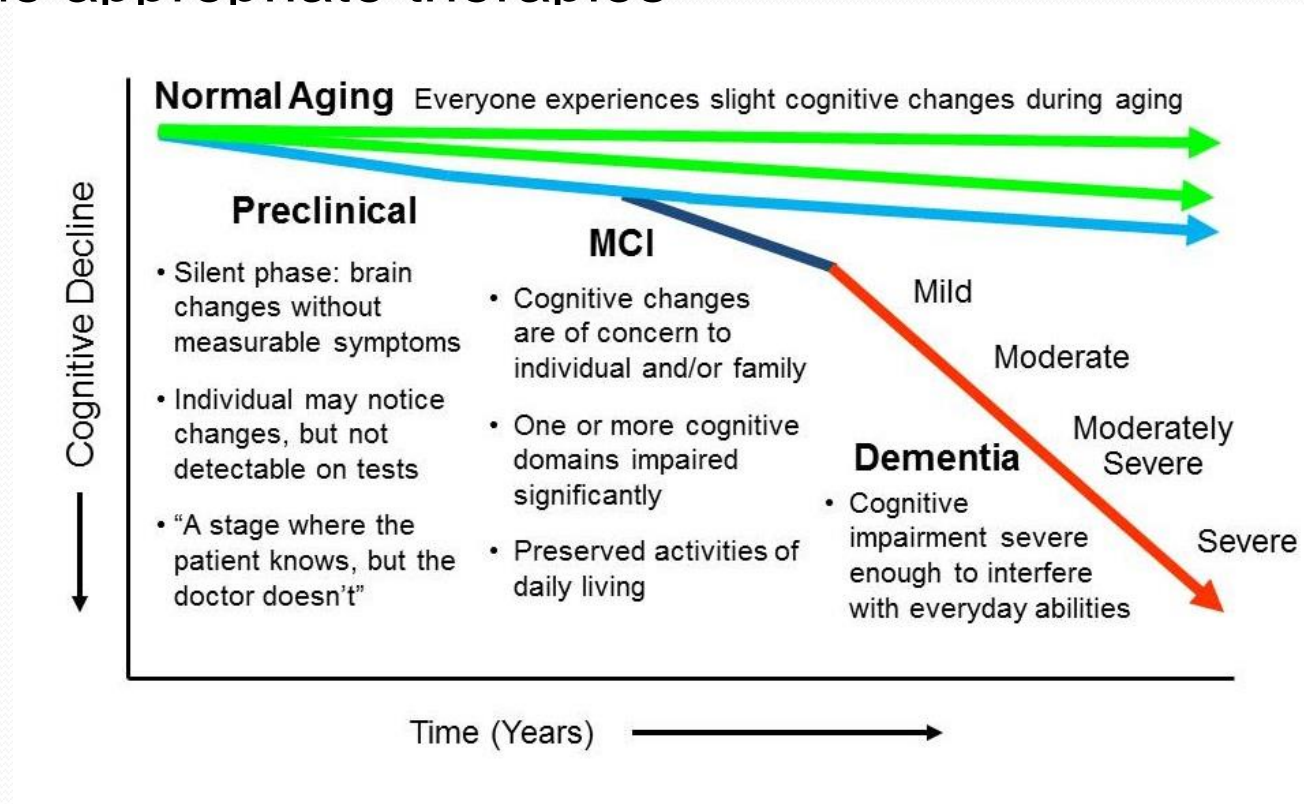 Normal Aging Everyone experiences slight cognitive changes during aging
Cognitive Decline
Preclinical
• Silent phase: brain
changes without
measurable symptoms
• Individual may notice
changes, but not
detectable on tests
• “A stage where the
patient knows, but the
doctor doesn’t”
MCI
• Cognitive changes
are of concern to
individual and/or family
• One or more cognitive
domains impaired
significantly
• Preserved activities of
daily living
Dementia
• Cognitive
impairment severe
enough to interfere
with everyday abilities
Mild
Moderate
Moderately
Severe
Severe
Time (Years)